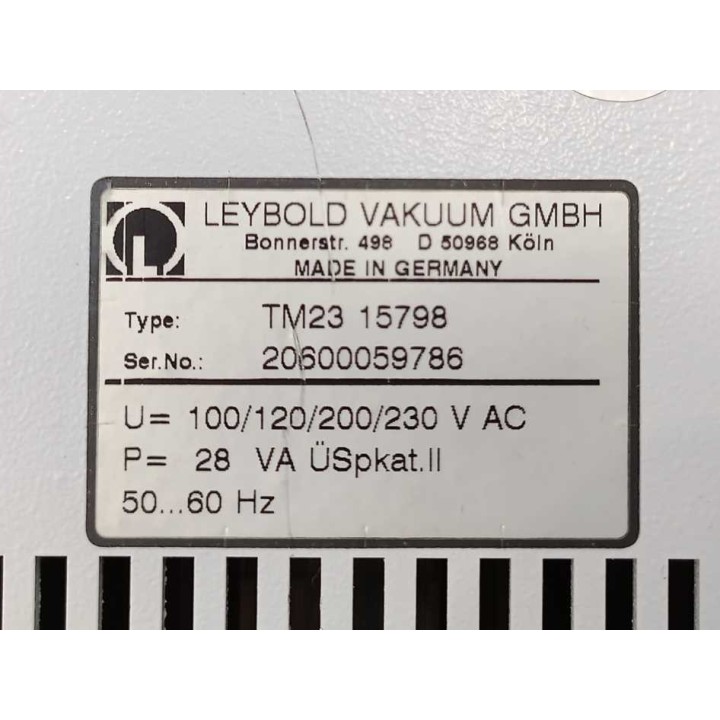 LEYBOLD VAKUUM GMBH
Bonnerstr. 498 D 50968 Köln
MADE IN GERMANY
Type: TM23 15798
Ser.No.: 20600059786
U= 100/120/200/230 V AC
P= 28 VA ÜSpkat.II
50...60 Hz